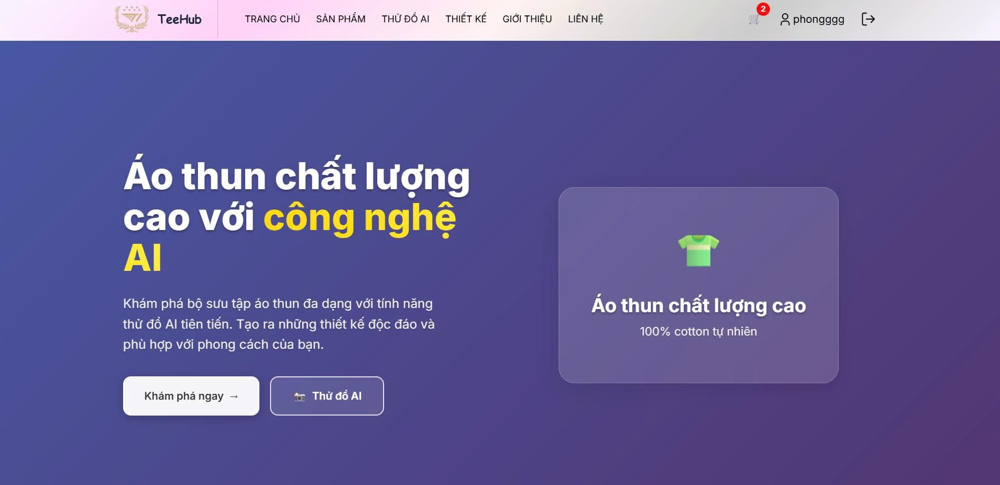 TeeHub
TRANG CHỦ
SẢN PHẨM
THỬ ĐỒ AI
THIẾT KẾ
GIỚI THIỆU
LIÊN HỆ
2
phongggg
Áo thun chất lượng
cao với công nghệ
AI
Khám phá bộ sưu tập áo thun đa dạng với tính năng
thử đồ AI tiên tiến. Tạo ra những thiết kế độc đáo và
phù hợp với phong cách của bạn.
Khám phá ngay →
Thử đồ AI
Áo thun chất lượng cao
100% cotton tự nhiên